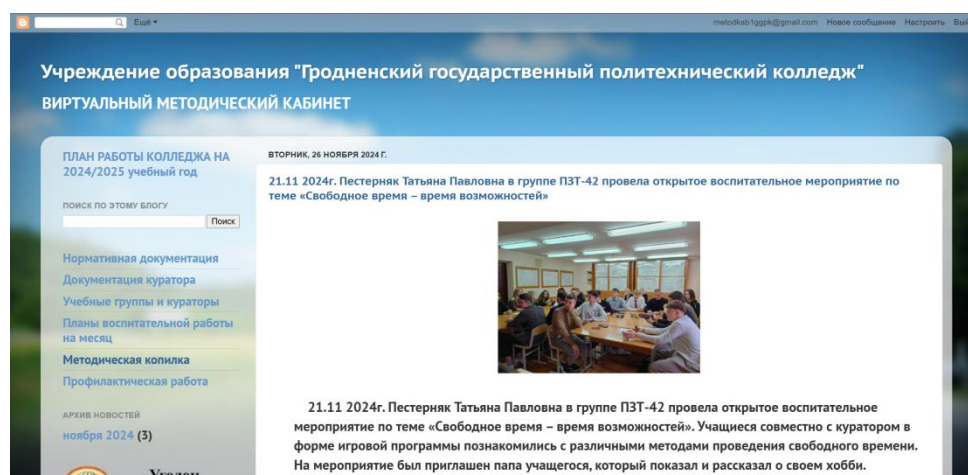 Ещё
metodkab1ggpk@gmail.com Новое сообщение Настроить
Учреждение образования "Гродненский государственный политехнический колледж"
ВИРТУАЛЬНЫЙ МЕТОДИЧЕСКИЙ КАБИНЕТ
ПЛАН РАБОТЫ КОЛЛЕДЖА НА
2024/2025 учебный год
ПОИСК ПО ЭТОМУ БЛОГУ
Поиск
Нормативная документация
Документация куратора
Учебные группы и кураторы
Планы воспитательной работы
на месяц
Методическая копилка
Профилактическая работа
АРХИВ НОВОСТЕЙ
ноября 2024 (3)
Уголок
ВТОРНИК, 26 НОЯБРЯ 2024 Г.
21.11 2024г. Пестерняк Татьяна Павловна в группе ПЗТ-42 провела открытое воспитательное мероприятие по
теме «Свободное время – время возможностей»
21.11 2024г. Пестерняк Татьяна Павловна в группе ПЗТ-42 провела открытое воспитательное
мероприятие по теме «Свободное время – время возможностей». Учащиеся совместно с куратором в
форме игровой программы познакомились с различными методами проведения свободного времени.
На мероприятие был приглашен папа учащегося, который показал и рассказал о своем хобби.